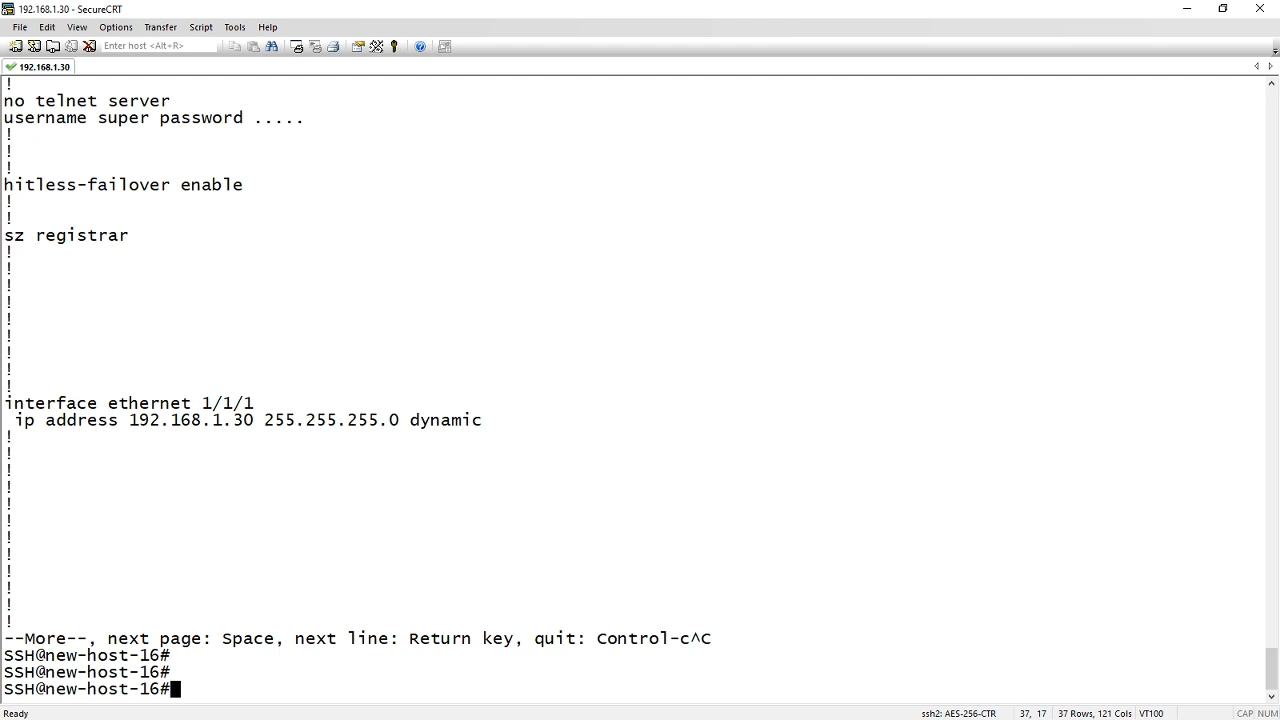 192.168.1.30 - SecureCRT
File Edit View Options Transfer Script Tools Help
Enter host <Alt+R>
192.168.1.30
!
no telnet server
username super password .....
!
!
!
hitless-failover enable
!
!
sz registrar
!
!
!
!
!
!
!
!
!
interface ethernet 1/1/1
 ip address 192.168.1.30 255.255.255.0 dynamic
!
!
!
!
!
!
!
!
!
!
!
!
--More--, next page: Space, next line: Return key, quit: Control-c^C
SSH@new-host-16#
SSH@new-host-16#
SSH@new-host-16#
Ready ssh2: AES-256-CTR 37, 17 37 Rows, 121 Cols VT100 CAP NUM